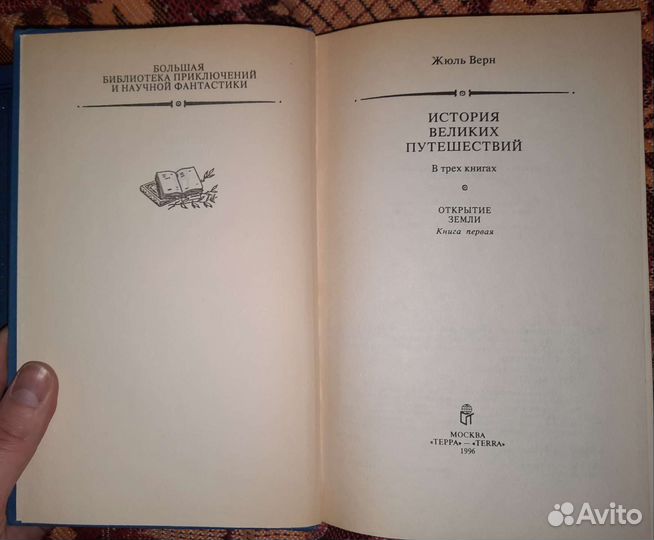 БОЛЬШАЯ
БИБЛИОТЕКА ПРИКЛЮЧЕНИЙ
И НАУЧНОЙ ФАНТАСТИКИ
Жюль Верн
ИСТОРИЯ
ВЕЛИКИХ
ПУТЕШЕСТВИЙ
В трех книгах
ОТКРЫТИЕ
ЗЕМЛИ
Книга первая
МОСКВА
«ТЕРРА» – «TERRA»
1996
Avito